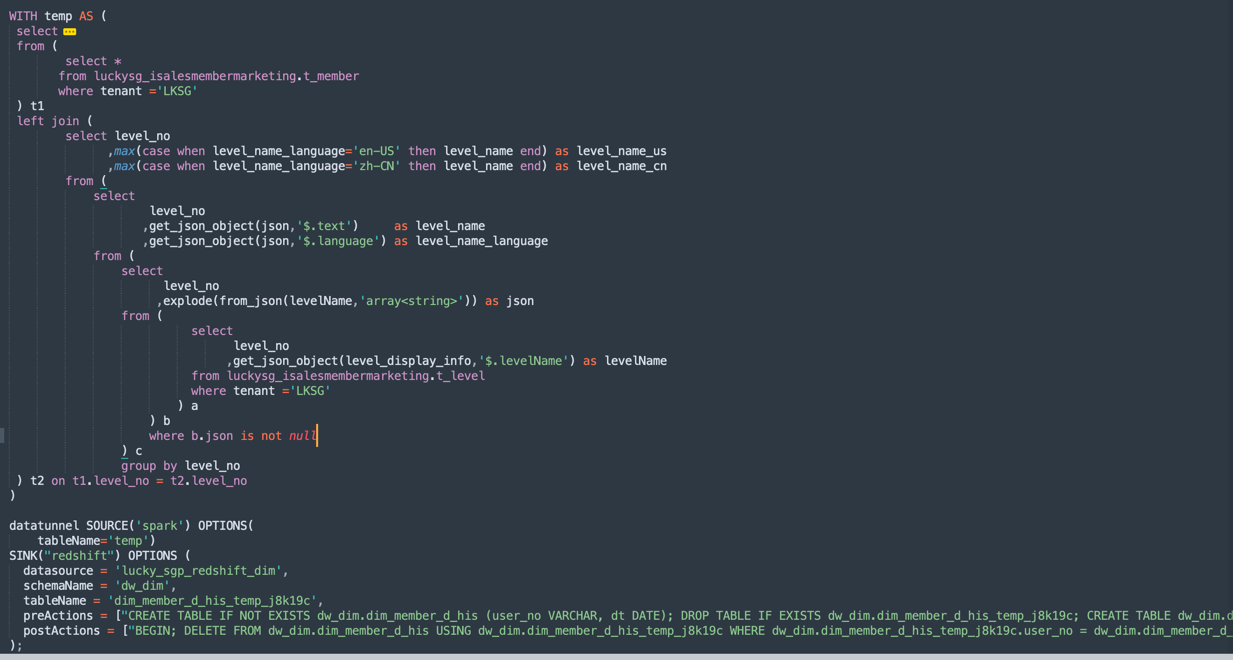 WITH temp AS (
select ...
from (
select *
from luckysg_isalesmembermarketing.t_member
where tenant ='LKSG'
) t1
left join (
select level_no
,max(case when level_name_language='en-US' then level_name end) as level_name_us
,max(case when level_name_language='zh-CN' then level_name end) as level_name_cn
from (
select
level_no
,get_json_object(json,'$.text') as level_name
,get_json_object(json,'$.language') as level_name_language
from (
select
level_no
,explode(from_json(levelName,'array<string>')) as json
from (
select
level_no
,get_json_object(level_display_info,'$.levelName') as levelName
from luckysg_isalesmembermarketing.t_level
where tenant ='LKSG'
) a
) b
where b.json is not null
) c
group by level_no
) t2 on t1.level_no = t2.level_no
)
datatunnel SOURCE('spark') OPTIONS(
tableName='temp')
SINK("redshift") OPTIONS (
datasource = 'lucky_sgp_redshift_dim',
schemaName = 'dw_dim',
tableName = 'dim_member_d_his_temp_j8k19c',
preActions = ["CREATE TABLE IF NOT EXISTS dw_dim.dim_member_d_his (user_no VARCHAR, dt DATE); DROP TABLE IF EXISTS dw_dim.dim_member_d_his_temp_j8k19c; CREATE TABLE dw_dim.d
postActions = ["BEGIN; DELETE FROM dw_dim.dim_member_d_his USING dw_dim.dim_member_d_his_temp_j8k19c WHERE dw_dim.dim_member_d_his_temp_j8k19c.user_no = dw_dim.dim_member_d_
);